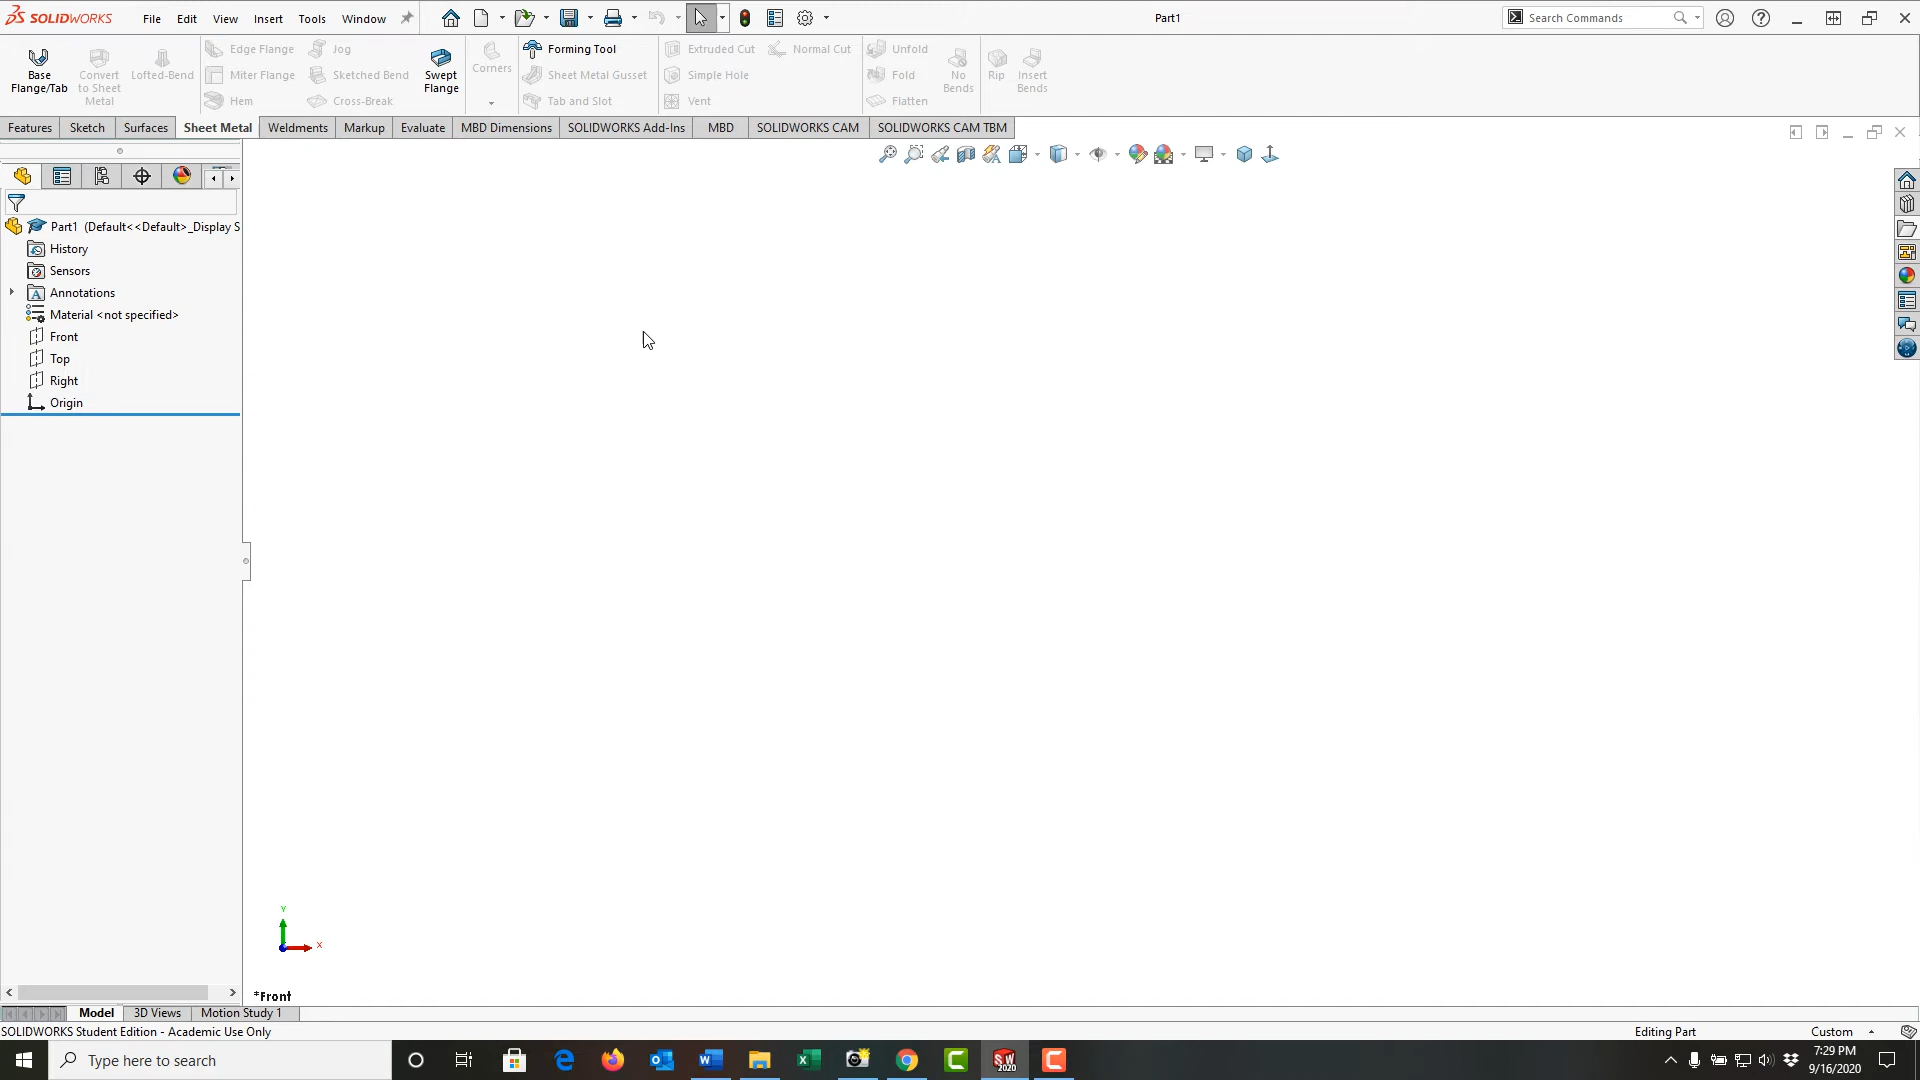 SOLIDWORKS File Edit View Insert Tools Window Part1 Search Commands
Edge Flange Jog Forming Tool Extruded Cut Normal Cut Unfold
Base Flange/Tab Convert to Sheet Metal Lofted-Bend Miter Flange Sketched Bend Swept Flange Corners Sheet Metal Gusset Simple Hole Fold No Bends Rip Insert Bends
Hem Cross-Break Tab and Slot Vent Flatten
Features Sketch Surfaces Sheet Metal Weldments Markup Evaluate MBD Dimensions SOLIDWORKS Add-Ins MBD SOLIDWORKS CAM SOLIDWORKS CAM TBM
Part1 (Default<<Default>_Display S
History
Sensors
Annotations
Material <not specified>
Front
Top
Right
Origin
Y
X
*Front
Model 3D Views Motion Study 1
SOLIDWORKS Student Edition - Academic Use Only Editing Part Custom
Type here to search
7:29 PM
9/16/2020